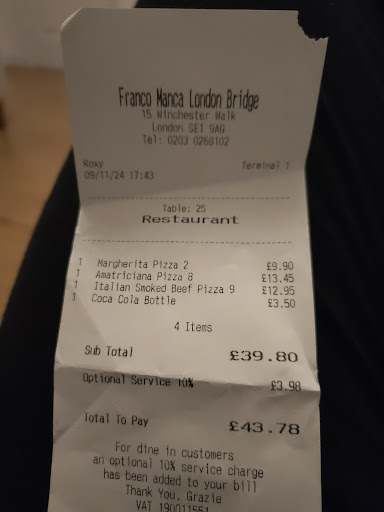 Franco Manca London Bridge
15 Winchester Walk
London SE1 9AG
Tel: 0203 0268102
Roxy Terminal 1
09/11/24 17:43
Table: 25
Restaurant
1 Margherita Pizza 2 £9.90
1 Amatriciana Pizza 8 £13.45
1 Italian Smoked Beef Pizza 9 £12.95
1 Coca Cola Bottle £3.50
4 Items
Sub Total £39.80
Optional Service 10% £3.98
Total To Pay £43.78
For dine in customers
an optional 10% service charge
has been added to your bill
Thank You, Grazie
VAT 190011551